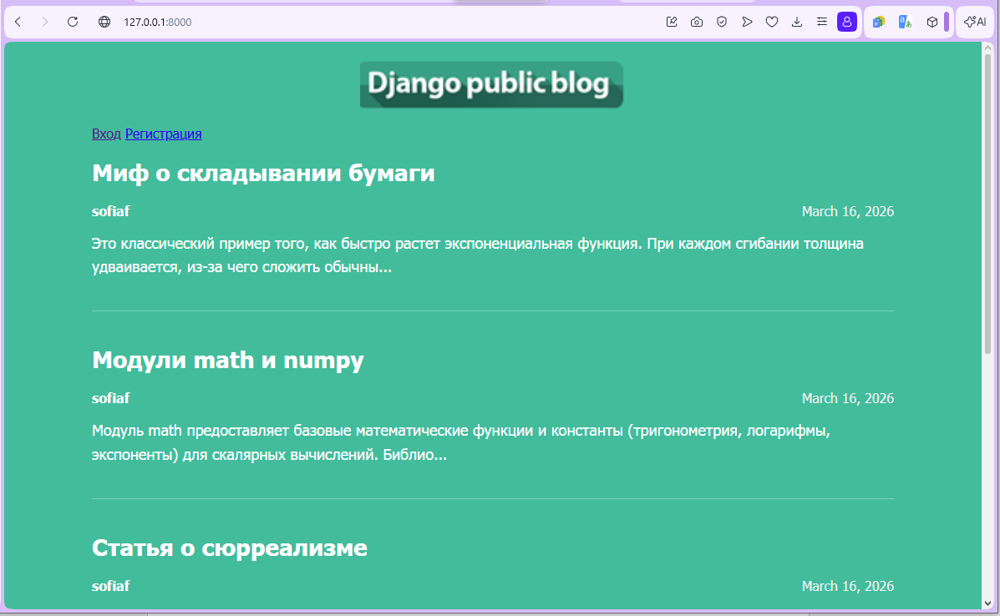 127.0.0.1:8000
AI
Django public blog
Вход Регистрация
Миф о складывании бумаги
sofiaf March 16, 2026
Это классический пример того, как быстро растет экспоненциальная функция. При каждом сгибании толщина
удваивается, из-за чего сложить обычны...
Модули math и numpy
sofiaf March 16, 2026
Модуль math предоставляет базовые математические функции и константы (тригонометрия, логарифмы,
экспоненты) для скалярных вычислений. Библио...
Статья о сюрреализме
sofiaf March 16, 2026